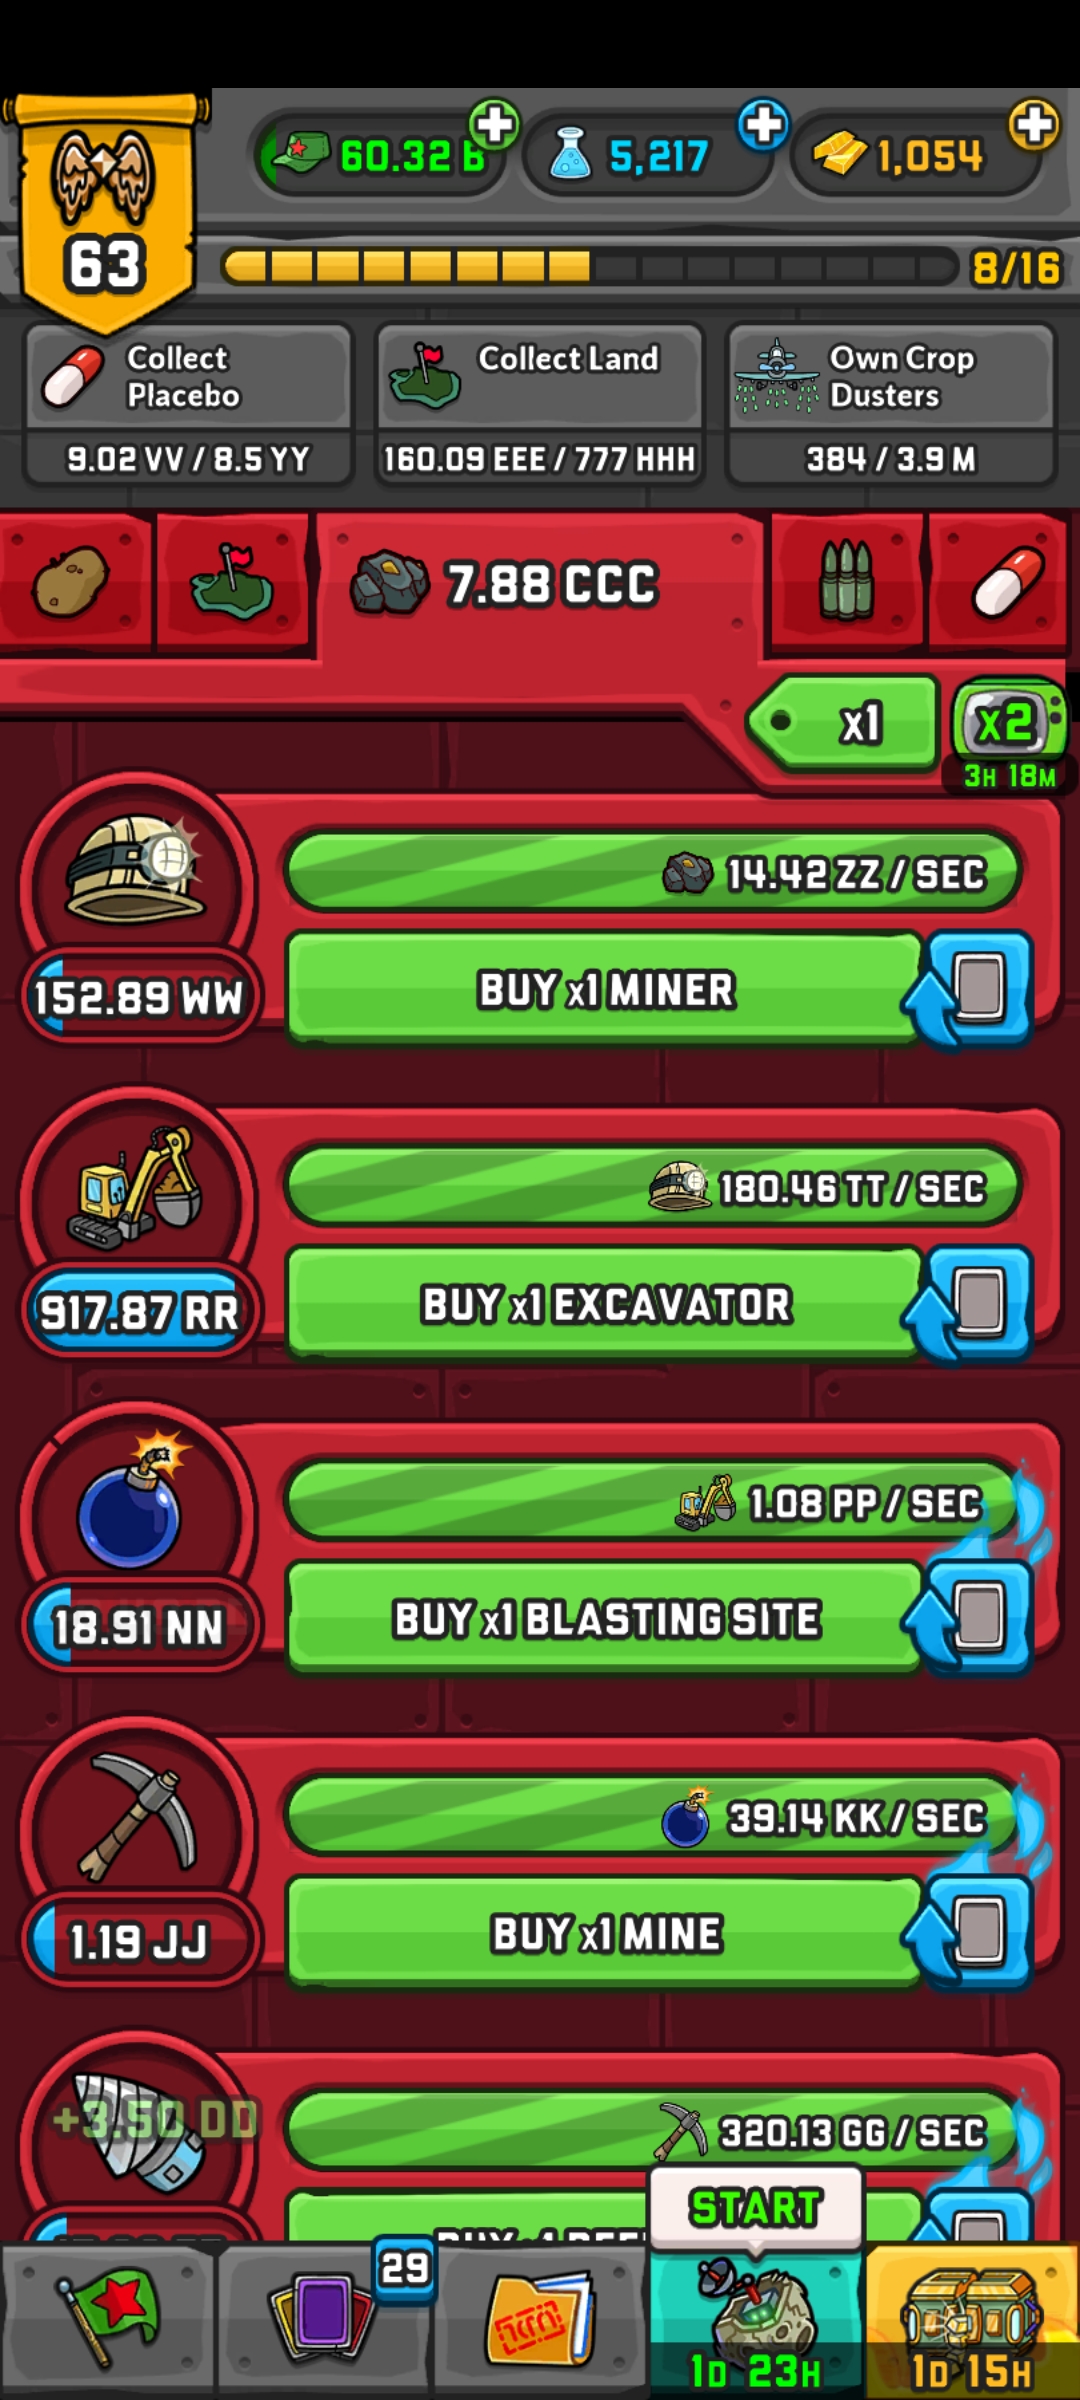 60.32 B
5,217
1,054
63
8/16
Collect
Placebo
9.02 VV / 8.5 YY
Collect Land
160.09 EEE / 777 HHH
Own Crop
Dusters
384 / 3.9 M
7.88 CCC
x1
x2
3H 18M
14.42 ZZ / SEC
152.89 WW
BUY x1 MINER
180.46 TT / SEC
917.87 RR
BUY x1 EXCAVATOR
1.08 PP / SEC
18.91 NN
BUY x1 BLASTING SITE
39.14 KK / SEC
1.19 JJ
BUY x1 MINE
+3.50 DD
320.13 GG / SEC
START
29
1D 23H
1D 15H